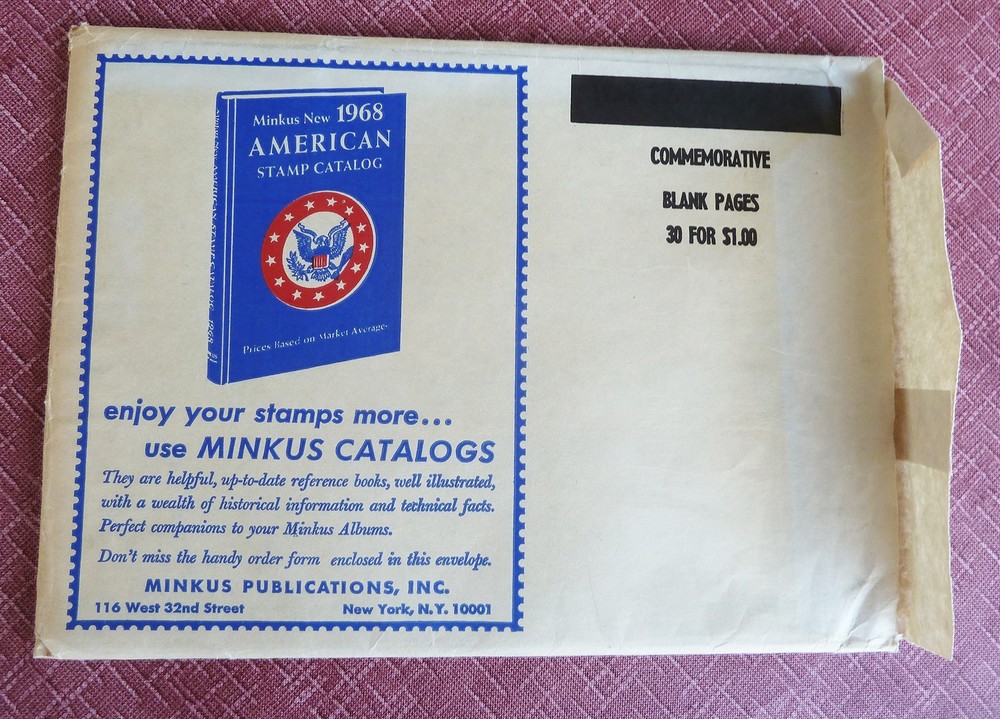 Minkus New 1968
AMERICAN
STAMP CATALOG
Prices Based on Market Averages
enjoy your stamps more...
use MINKUS CATALOGS
They are helpful, up-to-date reference books, well illustrated,
with a wealth of historical information and technical facts.
Perfect companions to your Minkus Albums.
Don't miss the handy order form enclosed in this envelope.
MINKUS PUBLICATIONS, INC.
116 West 32nd Street New York, N.Y. 10001
COMMEMORATIVE
BLANK PAGES
30 FOR $1.00